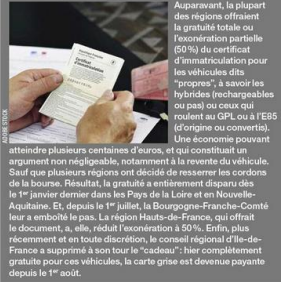 Auparavant, la plupart
des régions offraient
la gratuité totale ou
l'exonération partielle
(50 %) du certificat
d'immatriculation pour
les véhicules dits
"propres", à savoir les
hybrides (rechargeables
ou pas) ou ceux qui
roulent au GPL ou à l'E85
(d'origine ou convertis).
Une économie pouvant
atteindre plusieurs centaines d'euros, et qui constituait un
argument non négligeable, notamment à la revente du véhicule.
Sauf que plusieurs régions ont décidé de resserrer les cordons
de la bourse. Résultat, la gratuité a entièrement disparu dès
le 1er janvier dernier dans les Pays de la Loire et en Nouvelle-
Aquitaine. Et, depuis le 1er juillet, la Bourgogne-Franche-Comté
leur a emboîté le pas. La région Hauts-de-France, qui offrait
le document, a, elle, réduit l'exonération à 50 %. Enfin, plus
récemment et en toute discrétion, le conseil régional d'Ile-de-
France a supprimé à son tour le "cadeau" : hier complètement
gratuite pour ces véhicules, la carte grise est devenue payante
depuis le 1er août.
Certificat
d'immatriculation
ADOBE STOCK